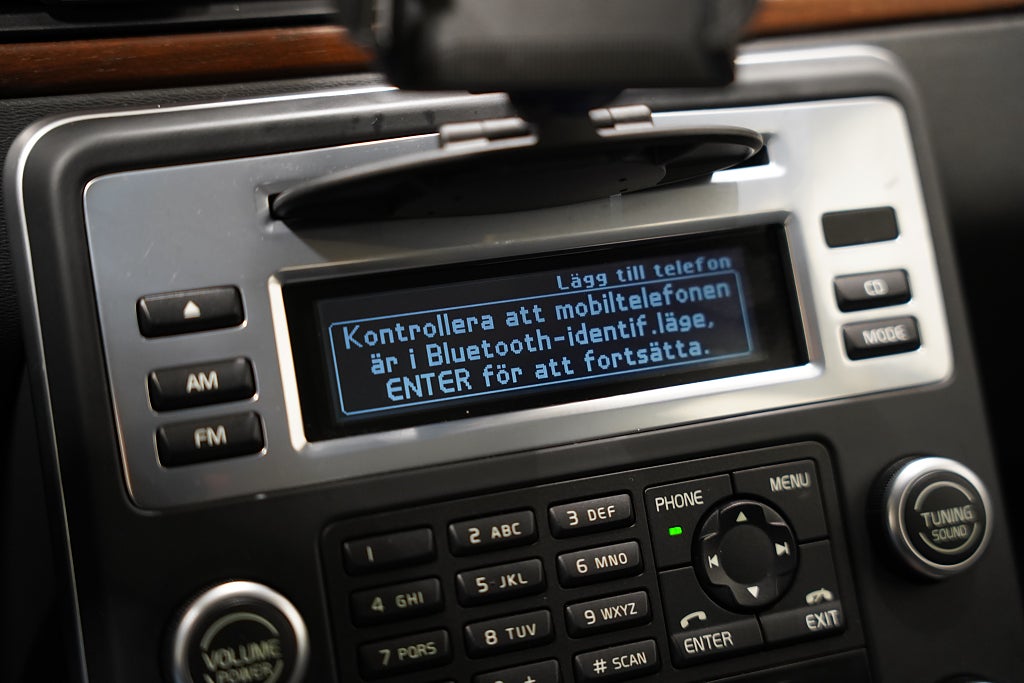 Lägg till telefon
Kontrollera att mobiltelefonen
är i Bluetooth-identif.läge,
ENTER för att fortsätta.
AM
FM
CD
MODE
PHONE
MENU
ENTER
EXIT
1
2 ABC
3 DEF
4 GHI
5 JKL
6 MNO
7 PQRS
8 TUV
9 WXYZ
+
# SCAN
VOLUME
POWER
TUNING
SOUND